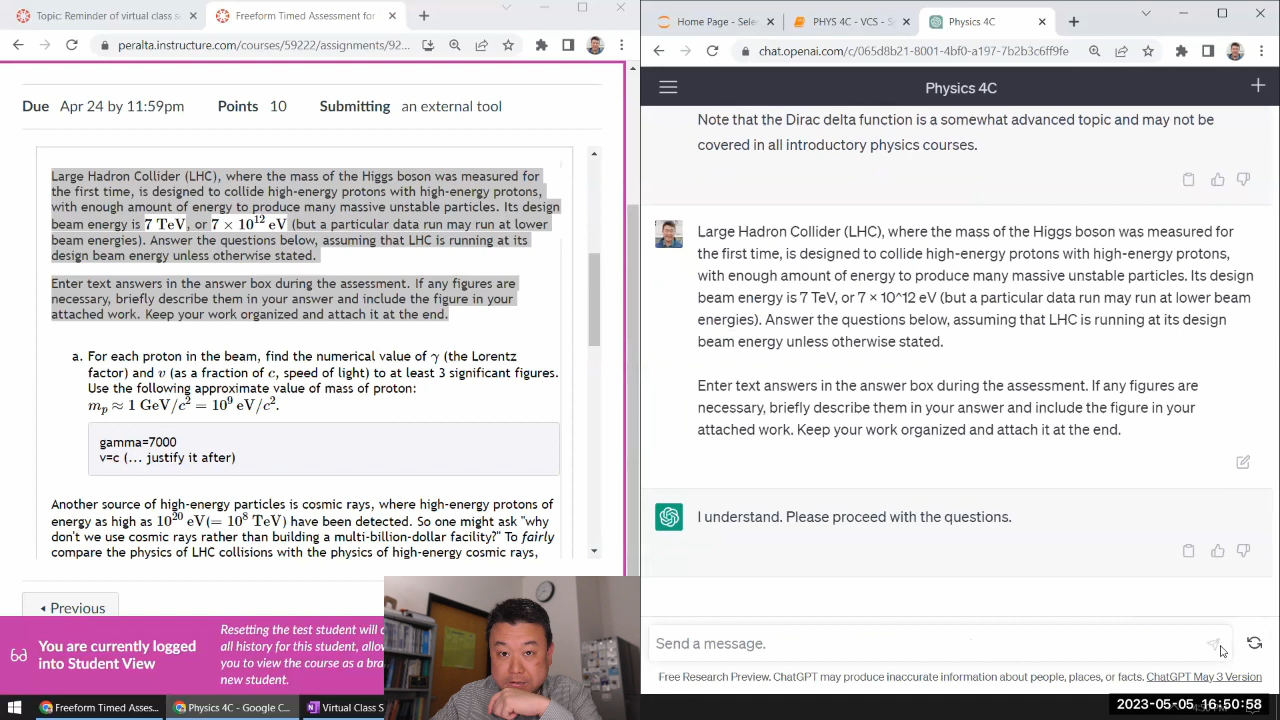 Topic: Reminder of virtual class s
Freeform Timed Assessment for
peralta.instructure.com/courses/59222/assignments/92...
Due Apr 24 by 11:59pm Points 10 Submitting an external tool
Large Hadron Collider (LHC), where the mass of the Higgs boson was measured for
the first time, is designed to collide high-energy protons with high-energy protons,
with enough amount of energy to produce many massive unstable particles. Its design
beam energy is 7 TeV, or 7 × 10¹² eV (but a particular data run may run at lower
beam energies). Answer the questions below, assuming that LHC is running at its
design beam energy unless otherwise stated.
Enter text answers in the answer box during the assessment. If any figures are
necessary, briefly describe them in your answer and include the figure in your
attached work. Keep your work organized and attach it at the end.
a. For each proton in the beam, find the numerical value of γ (the Lorentz
factor) and v (as a fraction of c, speed of light) to at least 3 significant figures.
Use the following approximate value of mass of proton:
mₚ ≈ 1 GeV/c² = 10⁹ eV/c².
gamma=7000
v=c (... justify it after)
Another source of high-energy particles is cosmic rays, where high-energy protons of
energy as high as 10²⁰ eV(= 10⁸ TeV) have been detected. So one might ask "why
don't we use cosmic rays rather than building a multi-billion-dollar facility?" To fairly
compare the physics of LHC collisions with the physics of high-energy cosmic rays,
Previous
You are currently logged
into Student View
Resetting the test student will c
all history for this student, allow
you to view the course as a bra
new student.
Freeform Timed Asses...
Physics 4C - Google C...
Virtual Class S
Home Page - Sele
PHYS 4C - VCS - S
Physics 4C
chat.openai.com/c/065d8b21-8001-4bf0-a197-7b2b3c6ff9fe
Physics 4C
Note that the Dirac delta function is a somewhat advanced topic and may not be
covered in all introductory physics courses.
Large Hadron Collider (LHC), where the mass of the Higgs boson was measured for
the first time, is designed to collide high-energy protons with high-energy protons,
with enough amount of energy to produce many massive unstable particles. Its design
beam energy is 7 TeV, or 7 × 10^12 eV (but a particular data run may run at lower beam
energies). Answer the questions below, assuming that LHC is running at its design
beam energy unless otherwise stated.
Enter text answers in the answer box during the assessment. If any figures are
necessary, briefly describe them in your answer and include the figure in your
attached work. Keep your work organized and attach it at the end.
I understand. Please proceed with the questions.
Send a message.
Free Research Preview. ChatGPT may produce inaccurate information about people, places, or facts. ChatGPT May 3 Version
2023-05-05 16:50:58